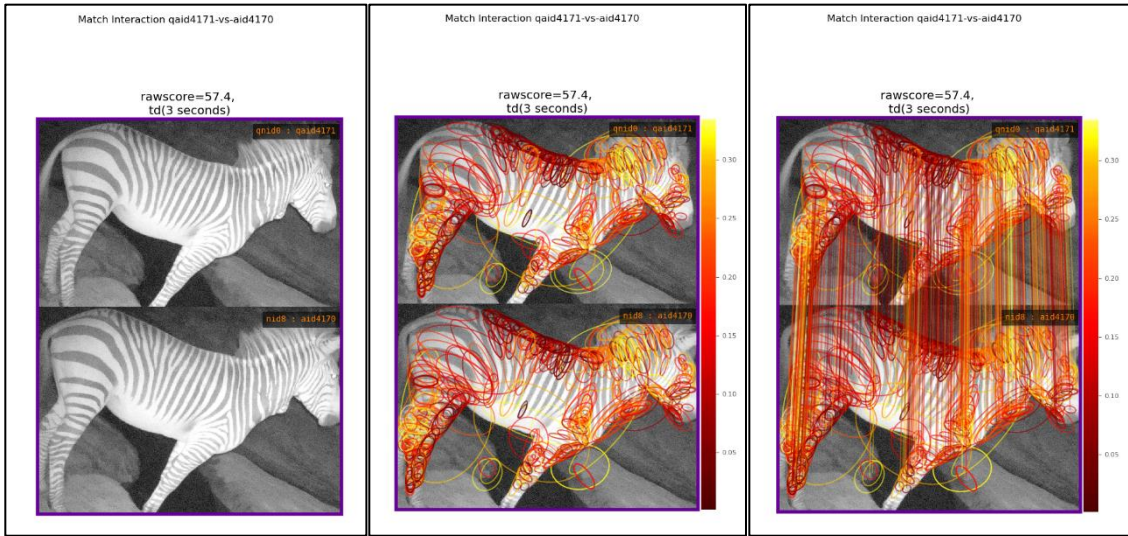 Match Interaction qaid4171-vs-aid4170
rawscore=57.4,
td(3 seconds)
qnid0 : qaid4171
nid8 : aid4170
Match Interaction qaid4171-vs-aid4170
rawscore=57.4,
td(3 seconds)
qnid0 : qaid4171
nid8 : aid4170
0.30
0.25
0.20
0.15
0.10
0.05
Match Interaction qaid4171-vs-aid4170
rawscore=57.4,
td(3 seconds)
qnid0 : qaid4171
nid8 : aid4170
0.30
0.25
0.20
0.15
0.10
0.05